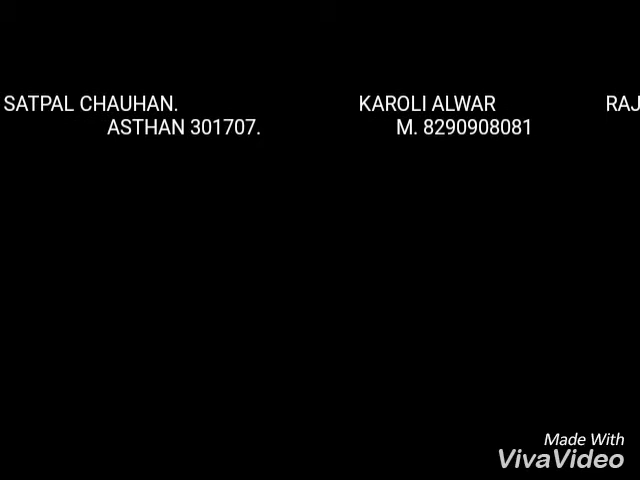 SATPAL CHAUHAN. KAROLI ALWAR RAJ
ASTHAN 301707. M. 8290908081
Made With
VivaVideo